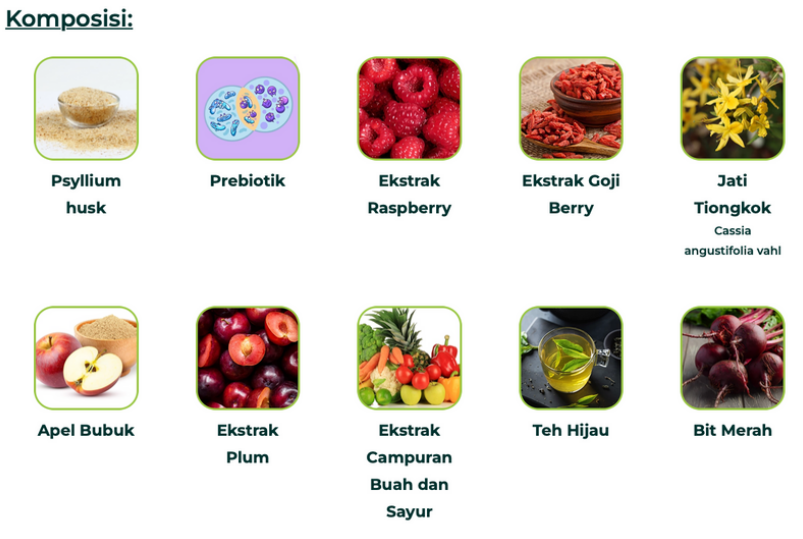 Komposisi:
Psyllium
husk
Prebiotik
Ekstrak
Raspberry
Ekstrak Goji
Berry
Jati
Tiongkok
Cassia
angustifolia vahl
Apel Bubuk
Ekstrak
Plum
Ekstrak
Campuran
Buah dan
Sayur
Teh Hijau
Bit Merah